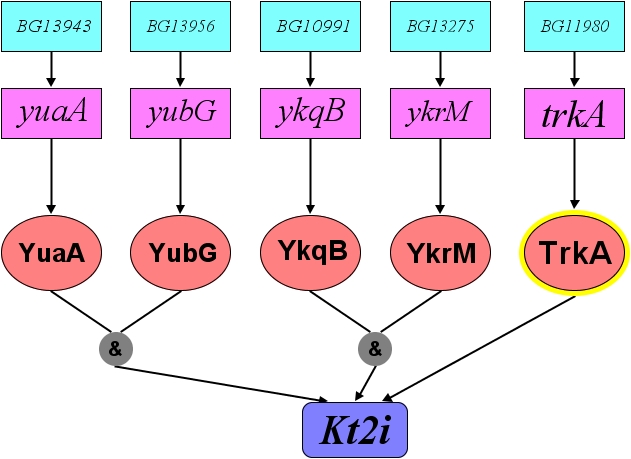 BG13943 BG13956 BG10991 BG13275 BG11980
yuaA yubG ykqB ykrM trkA
YuaA YubG YkqB YkrM TrkA
& &
Kt2i